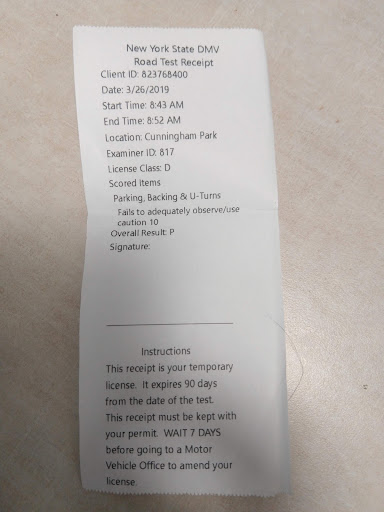 New York State DMV
Road Test Receipt
Client ID: 823768400
Date: 3/26/2019
Start Time: 8:43 AM
End Time: 8:52 AM
Location: Cunningham Park
Examiner ID: 817
License Class: D
Scored Items
Parking, Backing & U-Turns
Fails to adequately observe/use
caution 10
Overall Result: P
Signature:
Instructions
This receipt is your temporary
license. It expires 90 days
from the date of the test.
This receipt must be kept with
your permit. WAIT 7 DAYS
before going to a Motor
Vehicle Office to amend your
license.